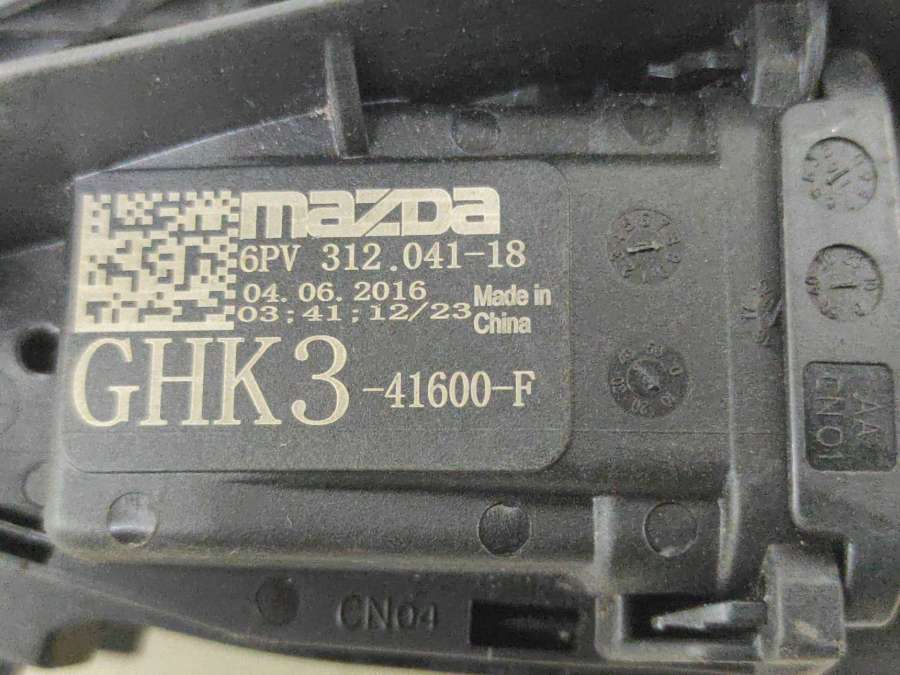 mazda
6PV 312.041-18
04.06.2016
03;41;12/23
Made in
China
GHK3-41600-F
AA
CN01
CN04